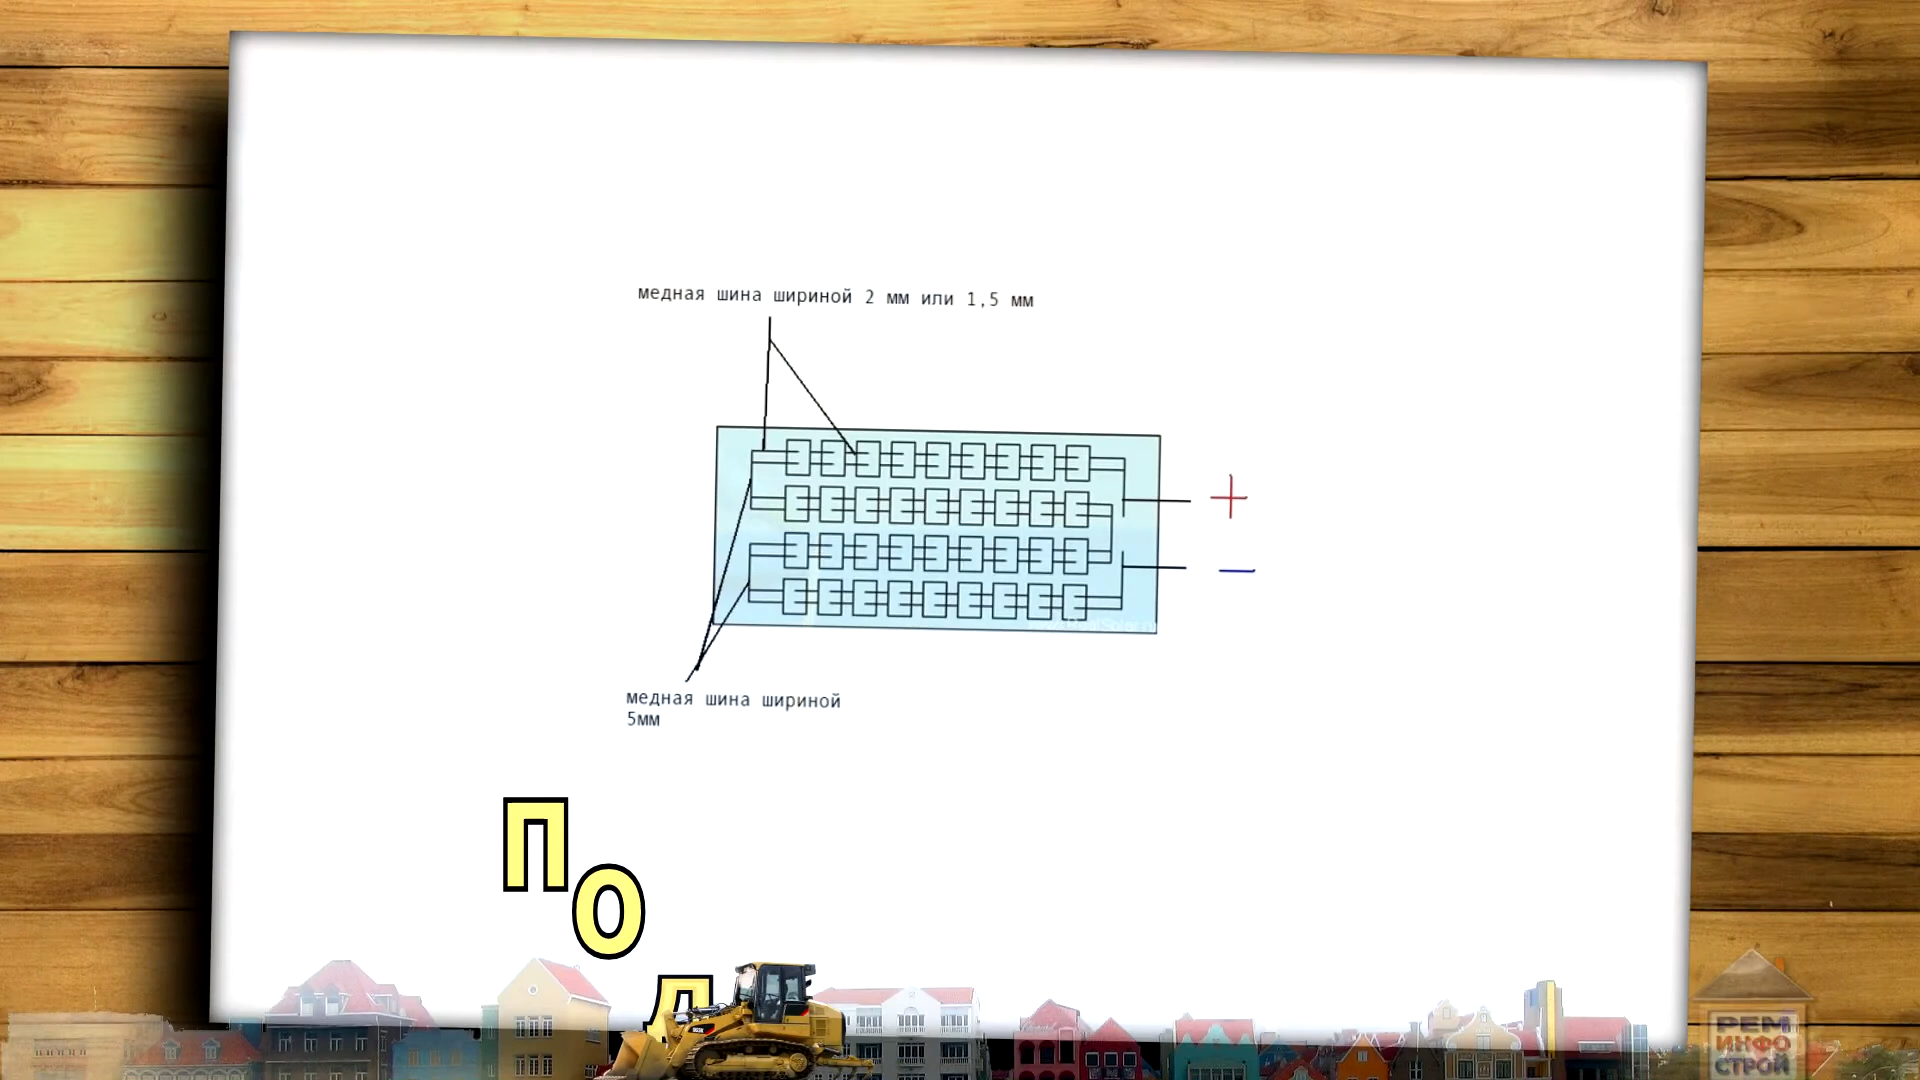 медная шина шириной 2 мм или 1,5 мм
+
−
медная шина шириной
5мм
П
О
Д
РЕМ
ИНФО
СТРОЙ